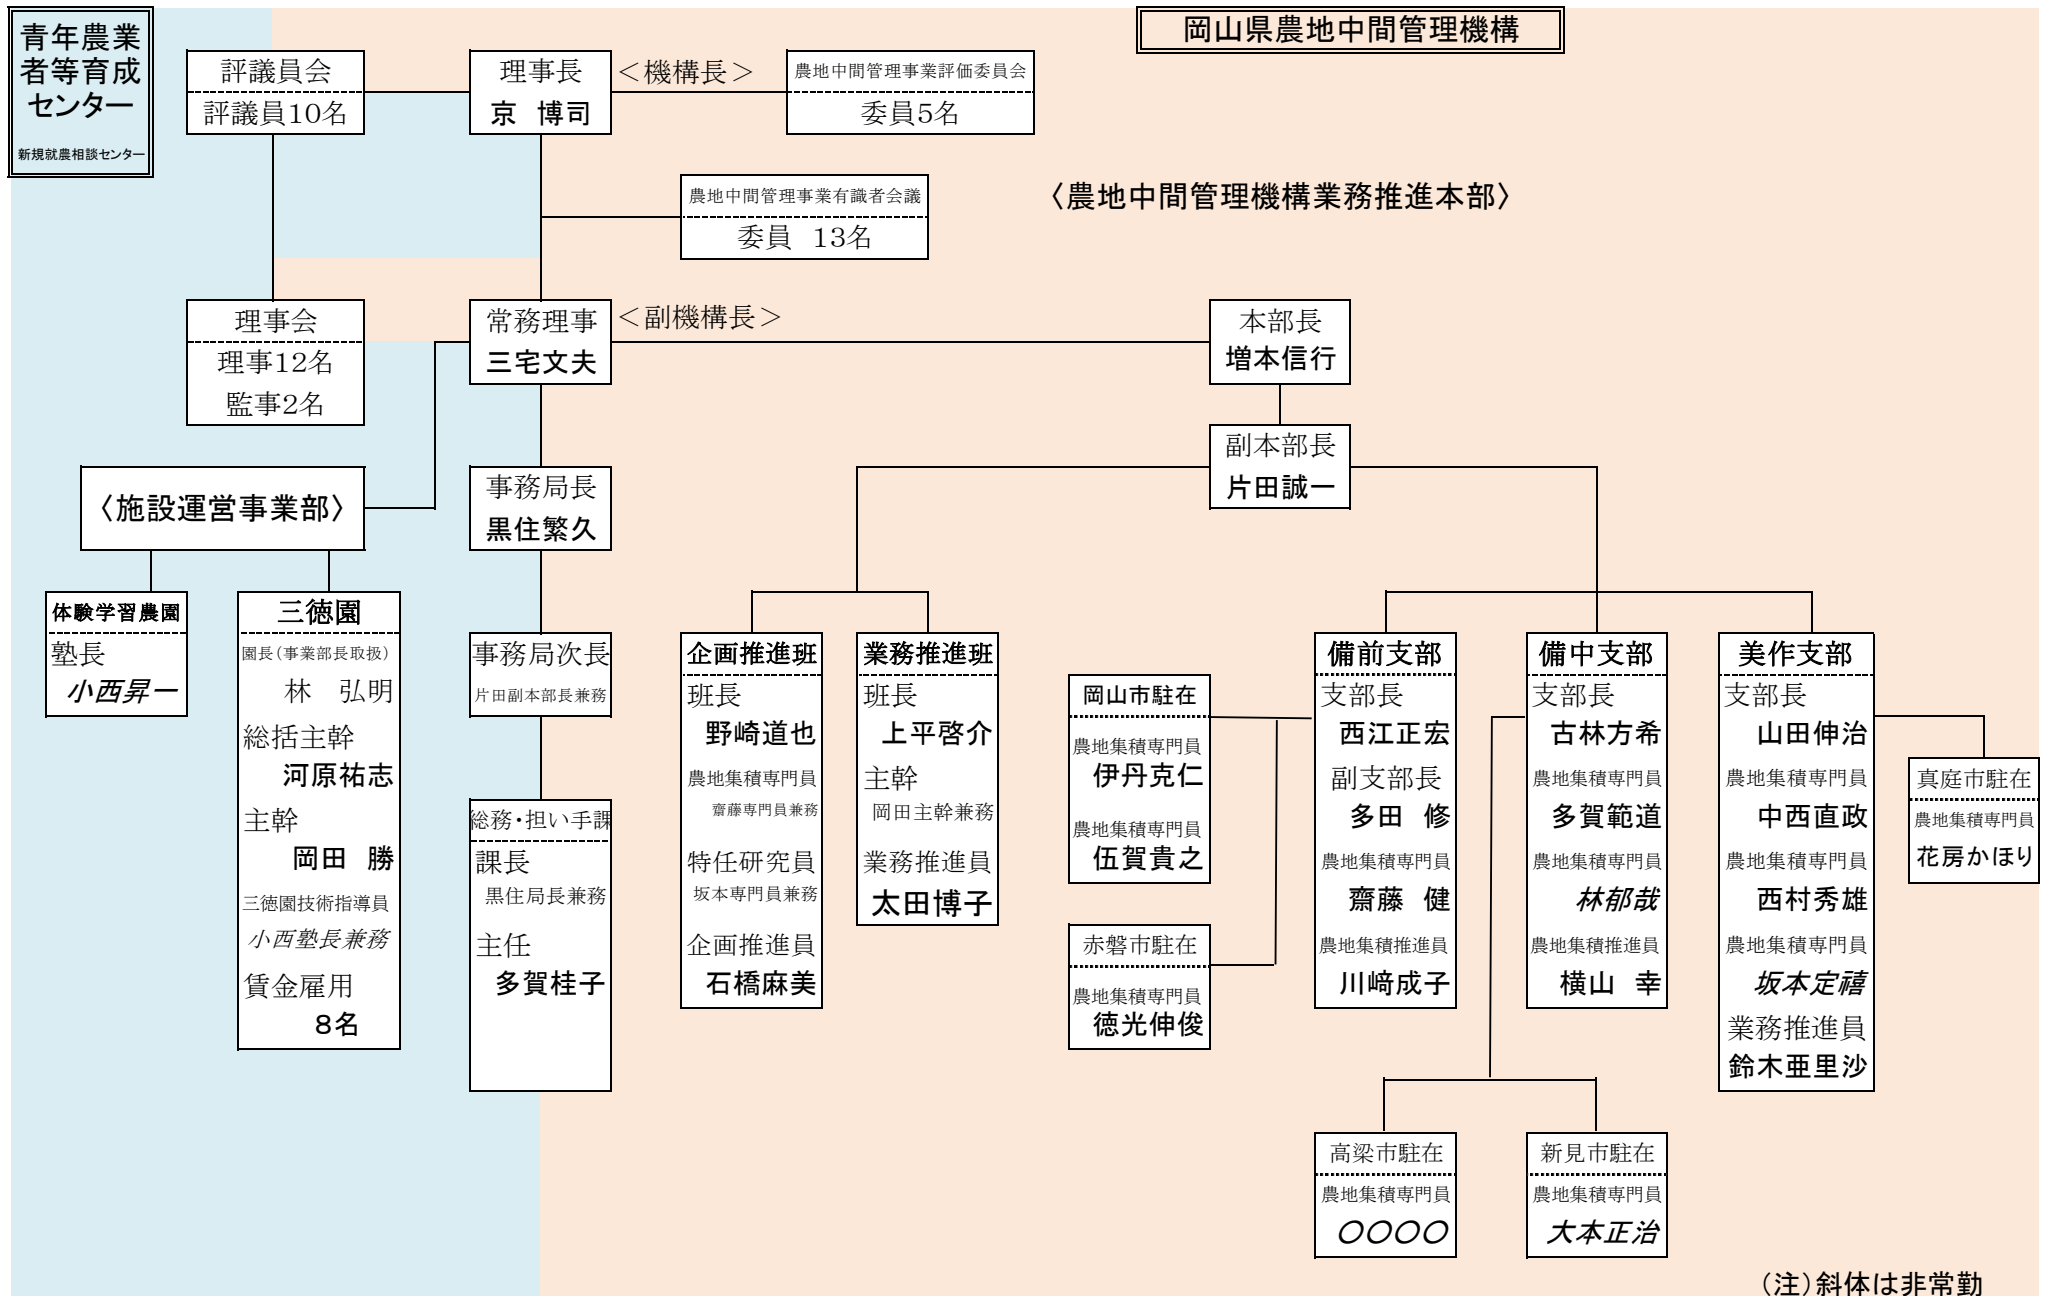 青年農業
者等育成
センター
新規就農相談センター
岡山県農地中間管理機構
評議員会
評議員10名
理事長
京　博司
＜機構長＞
農地中間管理事業評価委員会
委員5名
農地中間管理事業有識者会議
委員　13名
〈農地中間管理機構業務推進本部〉
理事会
理事12名
監事2名
常務理事
三宅文夫
＜副機構長＞
本部長
増本信行
副本部長
片田誠一
〈施設運営事業部〉
事務局長
黒住繁久
体験学習農園
塾長
小西昇一
三徳園
園長（事業部長取扱）
林　弘明
総括主幹
河原祐志
主幹
岡田　勝
三徳園技術指導員
小西塾長兼務
賃金雇用
８名
事務局次長
片田副本部長兼務
総務・担い手課
課長
黒住局長兼務
主任
多賀桂子
企画推進班
班長
野崎道也
農地集積専門員
齋藤専門員兼務
特任研究員
坂本専門員兼務
企画推進員
石橋麻美
業務推進班
班長
上平啓介
主幹
岡田主幹兼務
業務推進員
太田博子
岡山市駐在
農地集積専門員
伊丹克仁
農地集積専門員
伍賀貴之
赤磐市駐在
農地集積専門員
徳光伸俊
備前支部
支部長
西江正宏
副支部長
多田　修
農地集積専門員
齋藤　健
農地集積推進員
川﨑成子
備中支部
支部長
古林方希
農地集積専門員
多賀範道
農地集積専門員
林郁哉
農地集積推進員
横山　幸
美作支部
支部長
山田伸治
農地集積専門員
中西直政
農地集積専門員
西村秀雄
農地集積専門員
坂本定禧
業務推進員
鈴木亜里沙
真庭市駐在
農地集積専門員
花房かほり
高梁市駐在
農地集積専門員
〇〇〇〇
新見市駐在
農地集積専門員
大本正治
（注）斜体は非常勤